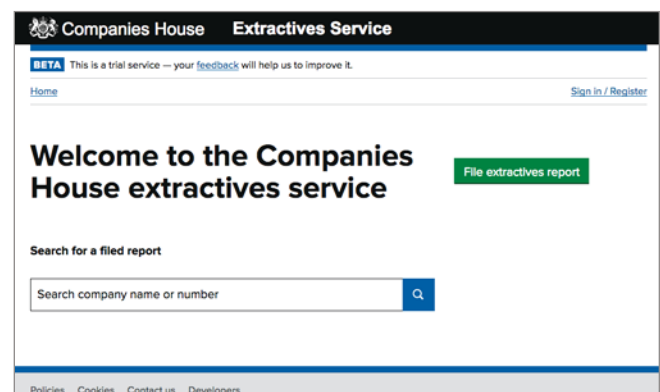 Companies House Extractives Service
BETA This is a trial service — your feedback will help us to improve it.
Home Sign in / Register
Welcome to the Companies
House extractives service
File extractives report
Search for a filed report
Search company name or number
Policies Cookies Contact us Developers